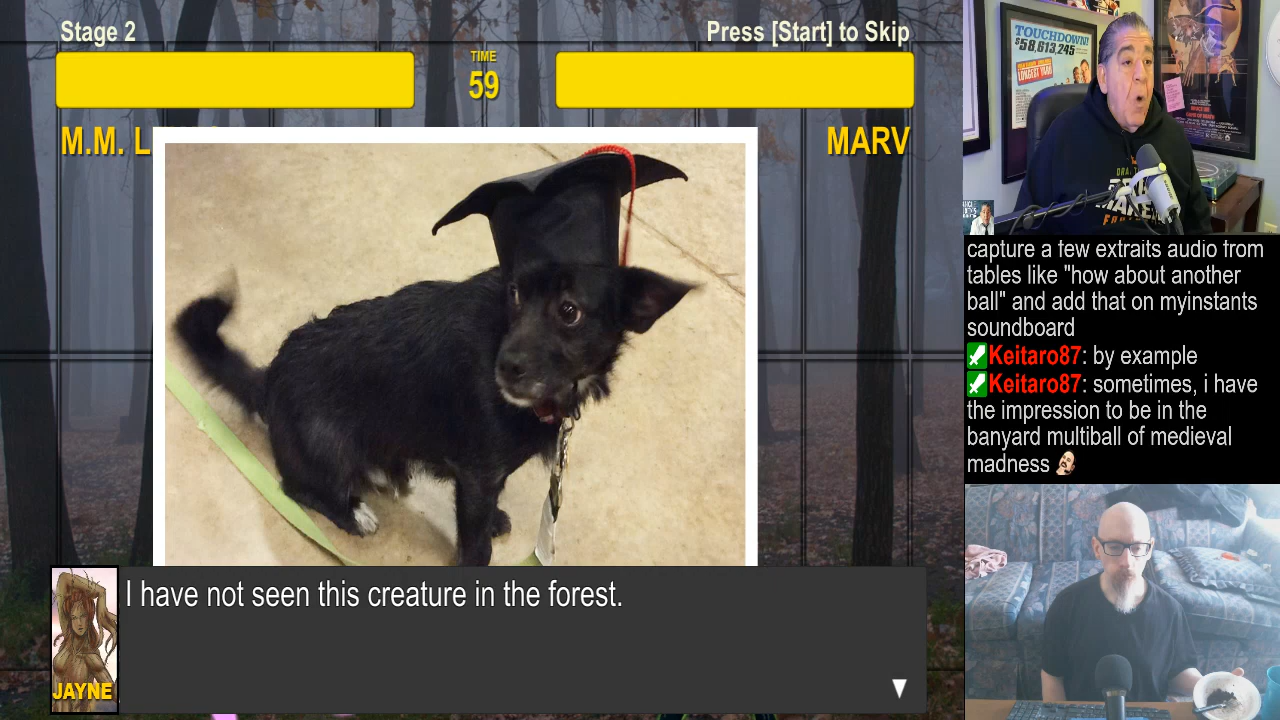 Stage 2
Press [Start] to Skip
TIME
59
M.M. L
MARV
I have not seen this creature in the forest.
JAYNE
TOUCHDOWN!
$58,613,245
LONGEST YARD
capture a few extraits audio from
tables like "how about another
ball" and add that on myinstants
soundboard
Keitaro87: by example
Keitaro87: sometimes, i have
the impression to be in the
banyard multiball of medieval
madness